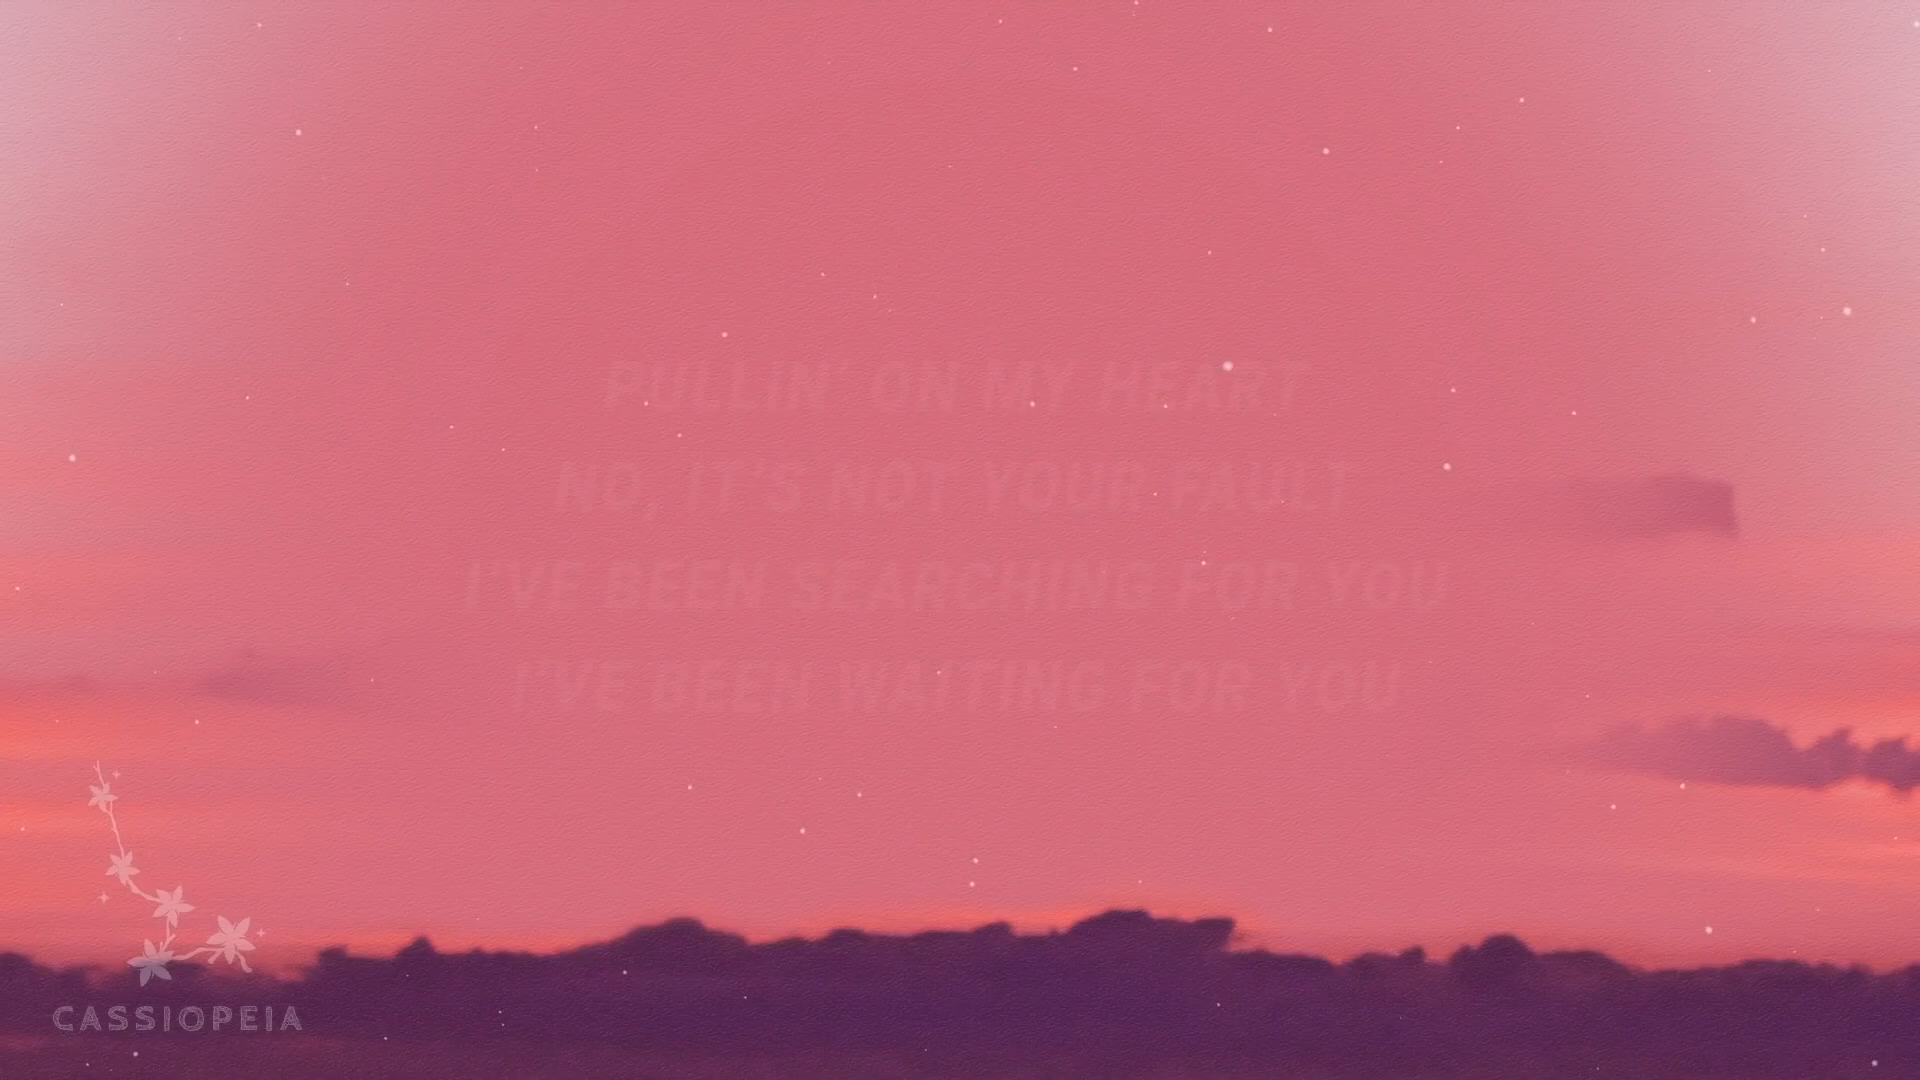 PULLIN' ON MY HEART
NO, IT'S NOT YOUR FAULT
I'VE BEEN SEARCHING FOR YOU
I'VE BEEN WAITING FOR YOU
CASSIOPEIA